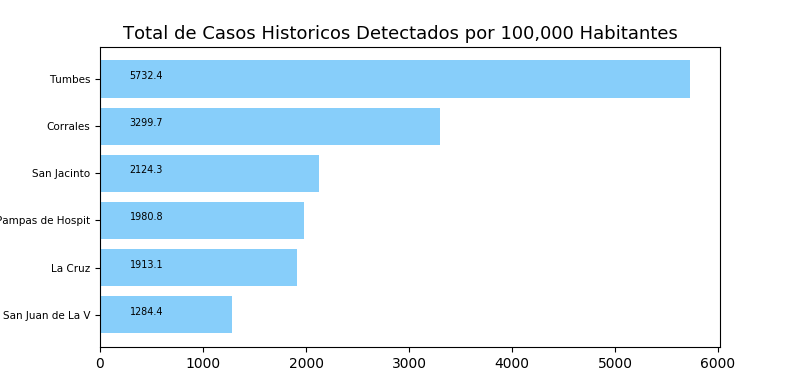 Total de Casos Historicos Detectados por 100,000 Habitantes
Tumbes 5732.4
Corrales 3299.7
San Jacinto 2124.3
Pampas de Hospit 1980.8
La Cruz 1913.1
San Juan de La V 1284.4
0 1000 2000 3000 4000 5000 6000